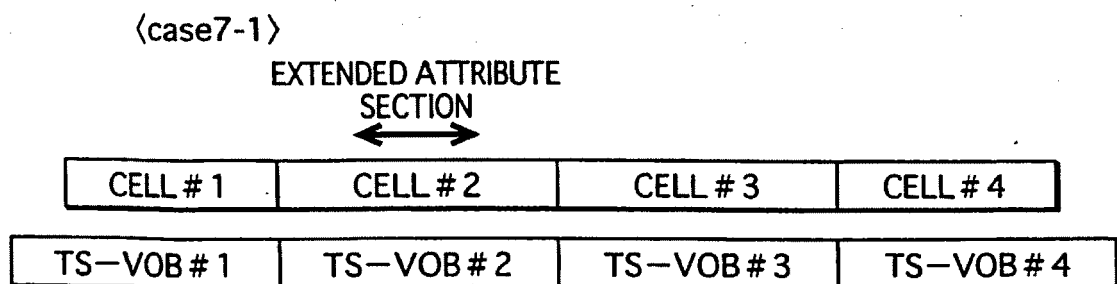 〈case7-1〉
EXTENDED ATTRIBUTE
SECTION
CELL#1 CELL#2 CELL#3 CELL#4
TS-VOB#1 TS-VOB#2 TS-VOB#3 TS-VOB#4